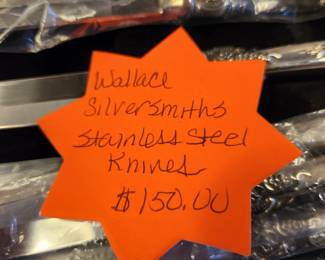 Wallace
Silversmiths
Stainless Steel
Knives
$150.00